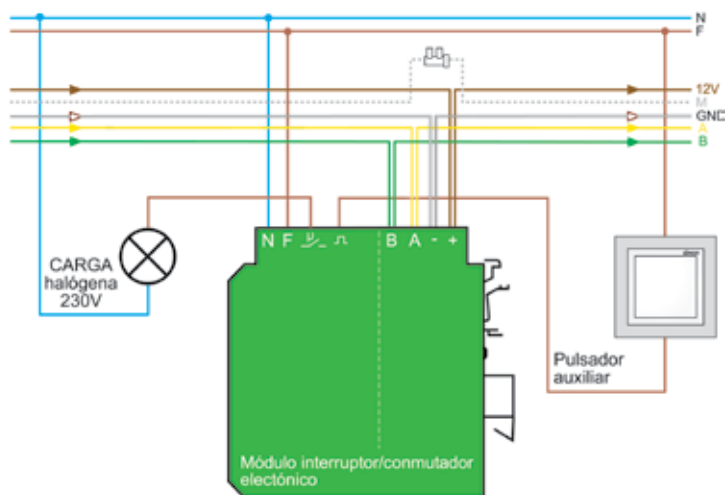 N
F
12V
M
GND
A
B
N F B A - +
CARGA
halógena
230V
Pulsador
auxiliar
Módulo interruptor/conmutador
electónico